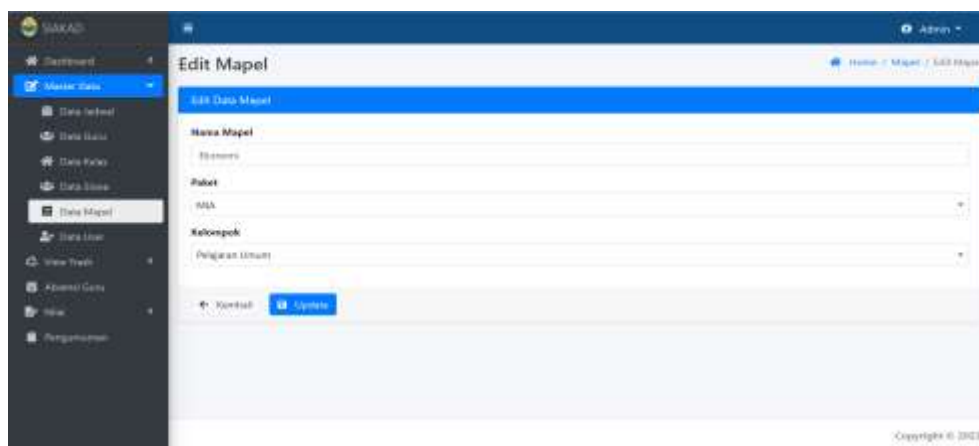 SIAKAD
Admin
Dashboard
Master Data
Data Jadwal
Data Guru
Data Kelas
Data Siswa
Data Mapel
Data User
View Trash
Absensi Guru
Nilai
Pengumuman
Edit Mapel
Home / Mapel / Edit Mapel
Edit Data Mapel
Nama Mapel
Ekonomi
Paket
MIA
Kelompok
Pelajaran Umum
Kembali
Update
Copyright ©